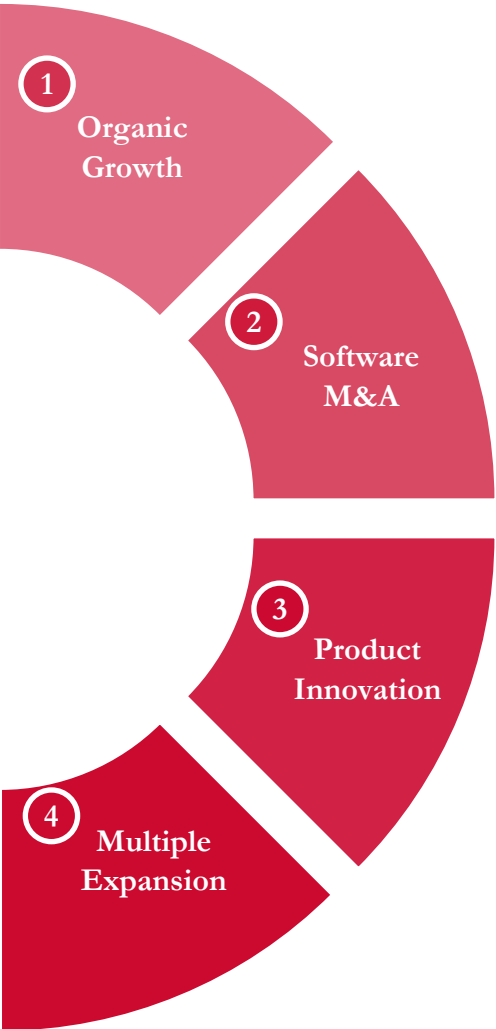 1
Organic
Growth
2
Software
M&A
3
Product
Innovation
4
Multiple
Expansion